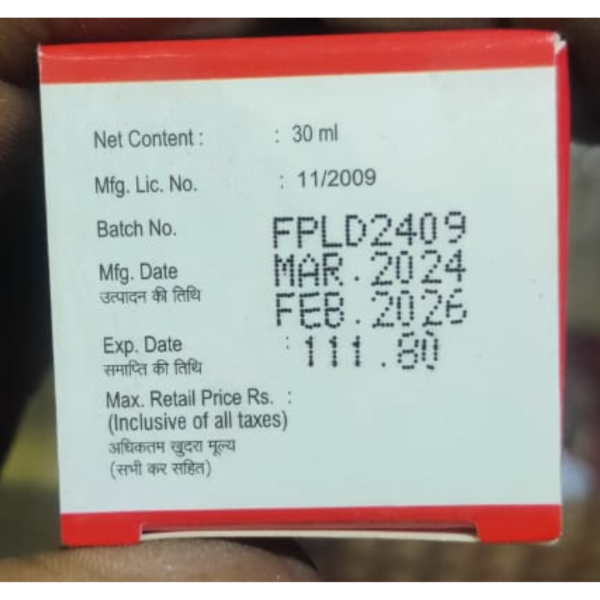 Net Content : : 30 ml
Mfg. Lic. No. : 11/2009
Batch No. FPLD2409
Mfg. Date MAR.2024
उत्पादन की तिथि FEB.2026
Exp. Date : 111.80
समाप्ति की तिथि
Max. Retail Price Rs. :
(Inclusive of all taxes)
अधिकतम खुदरा मूल्य
(सभी कर सहित)